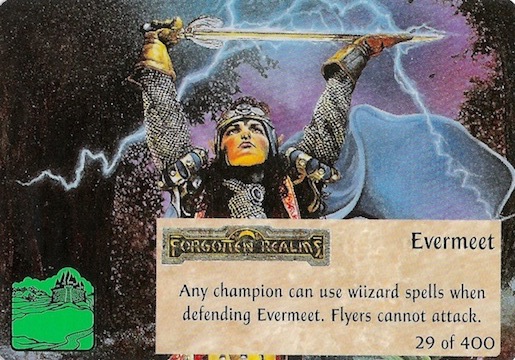 FORGOTTEN REALMS
Evermeet
Any champion can use wiizard spells when
defending Evermeet. Flyers cannot attack.
29 of 400